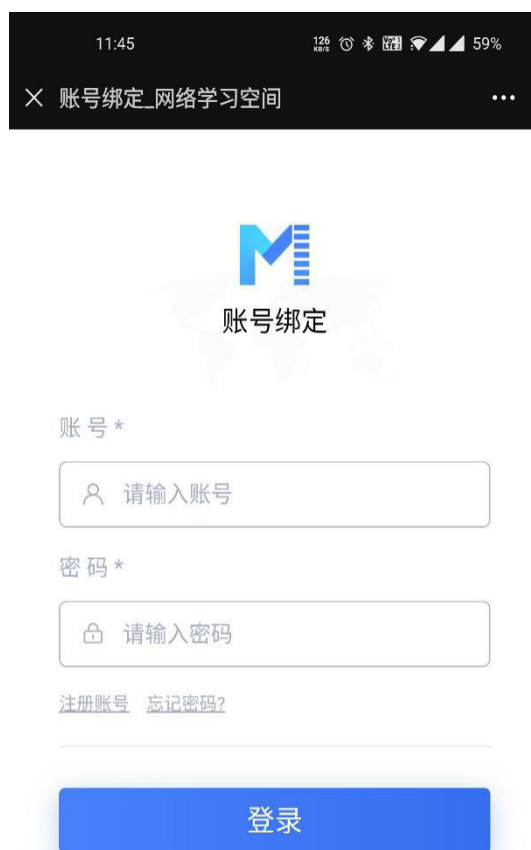 11:45 126 KB/S Vo) LTE2 59%
账号绑定_网络学习空间
账号绑定
账 号 *
请输入账号
密 码 *
请输入密码
注册账号 忘记密码?
登录